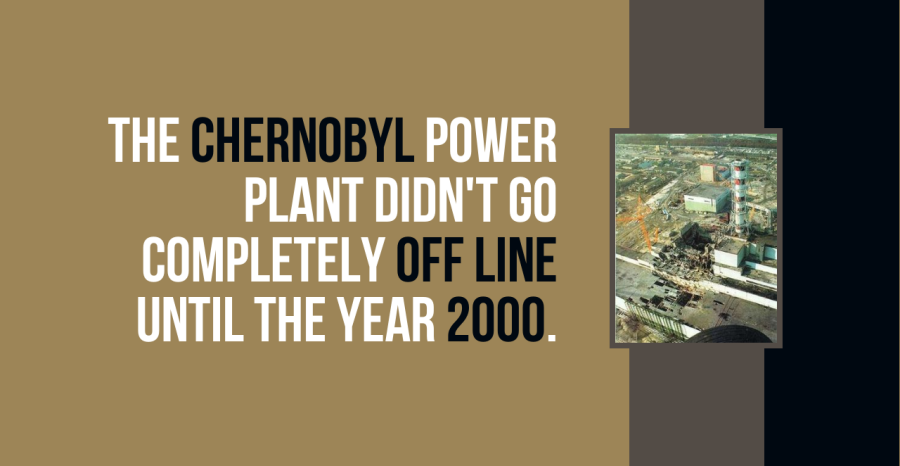 THE CHERNOBYL POWER
PLANT DIDN'T GO
COMPLETELY OFF LINE
UNTIL THE YEAR 2000.